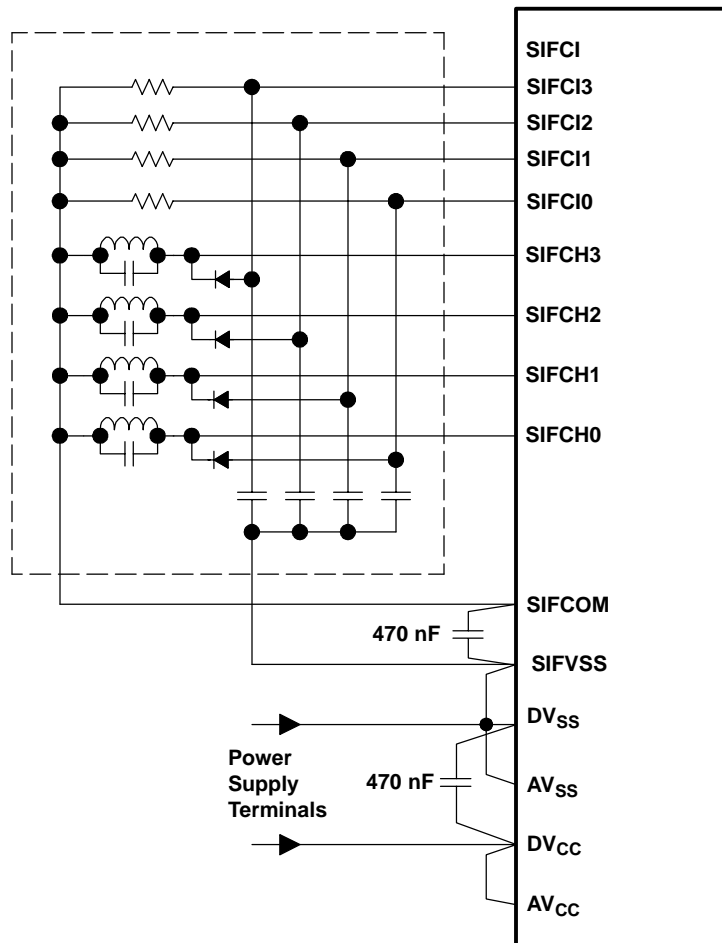 SIFCI
SIFCI3
SIFCI2
SIFCI1
SIFCI0
SIFCH3
SIFCH2
SIFCH1
SIFCH0
SIFCOM
470 nF
SIFVSS
DVSS
Power
Supply
Terminals
470 nF
AVSS
DVCC
AVCC